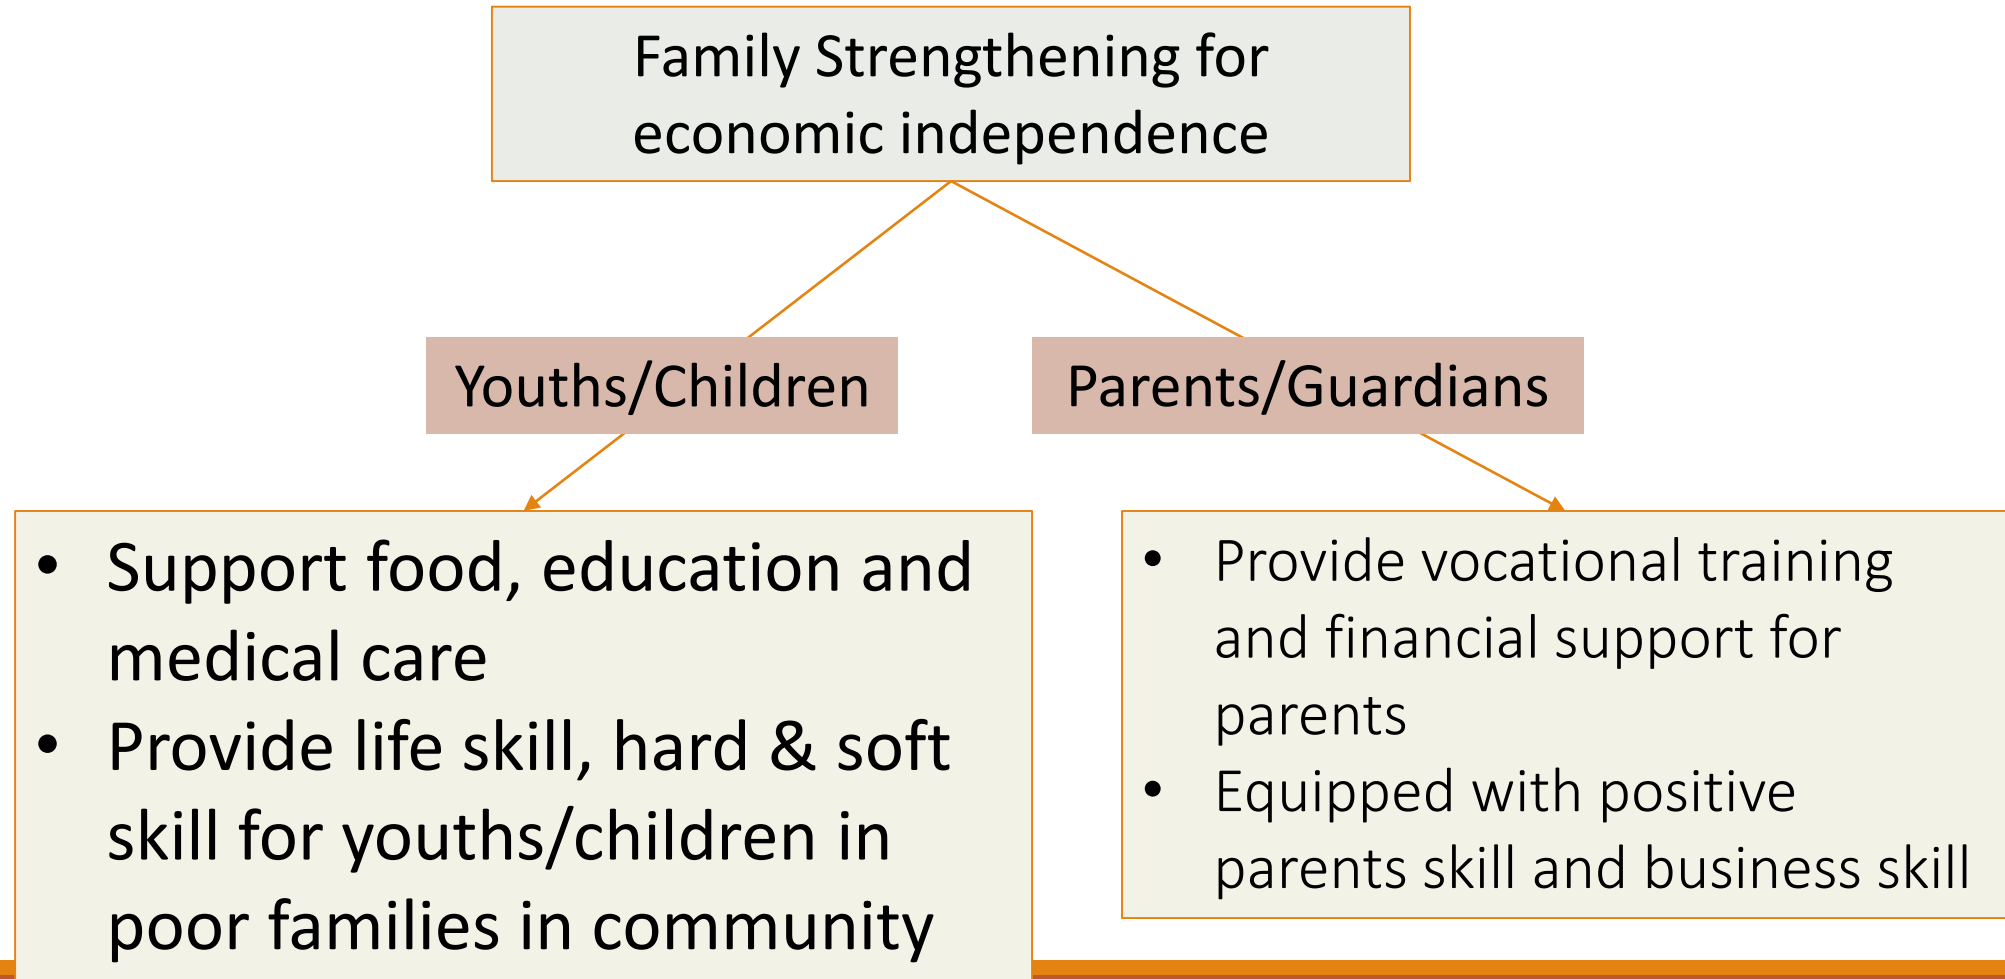 Family Strengthening for
economic independence
Youths/Children
Parents/Guardians
• Support food, education and
medical care
• Provide life skill, hard & soft
skill for youths/children in
poor families in community
• Provide vocational training
and financial support for
parents
• Equipped with positive
parents skill and business skill